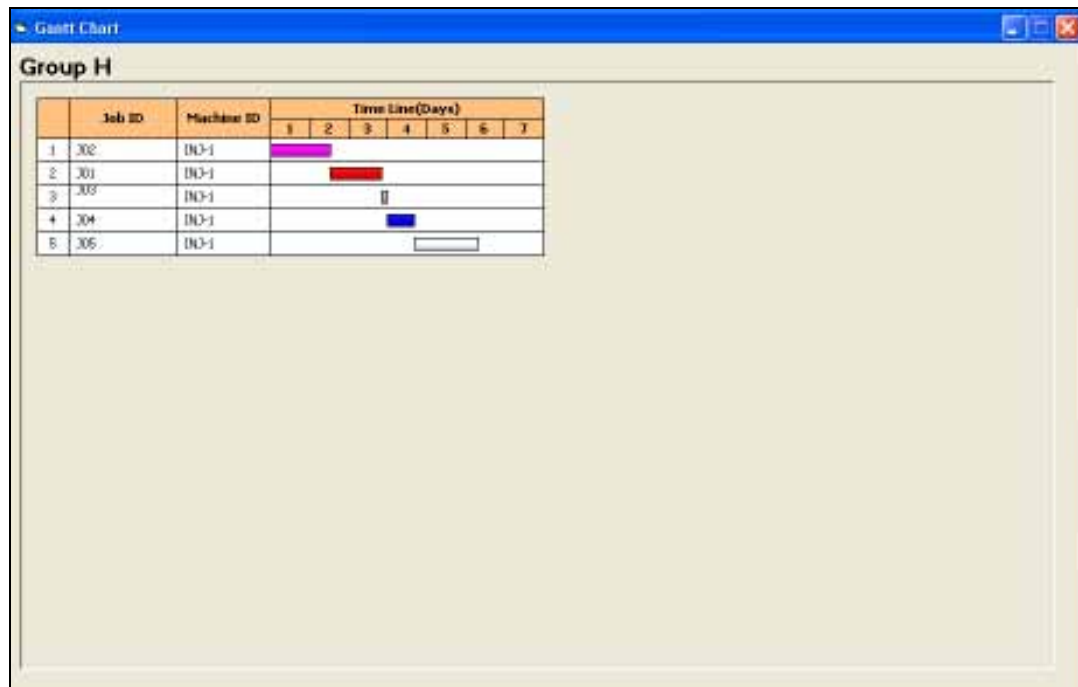 Gantt Chart
Group H
Job ID Machine ID Time Line(Days)
1 2 3 4 5 6 7
1 J02 INJ-1
2 J01 INJ-1
3 J03 INJ-1
4 J04 INJ-1
5 J05 INJ-1